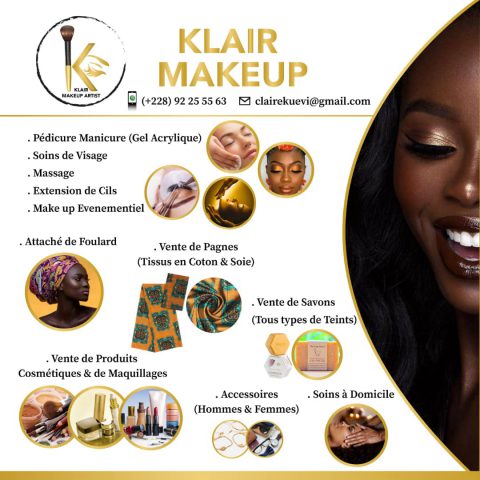 K
KLAIR
MAKEUP ARTIST
KLAIR
MAKEUP
(+228) 92 25 55 63
clairekuevi@gmail.com
. Pédicure Manicure (Gel Acrylique)
. Soins de Visage
. Massage
. Extension de Cils
. Make up Evenementiel
. Attaché de Foulard
. Vente de Pagnes
(Tissus en Coton & Soie)
. Vente de Savons
(Tous types de Teints)
. Vente de Produits
Cosmétiques & de Maquillages
. Accessoires
(Hommes & Femmes)
. Soins à Domicile